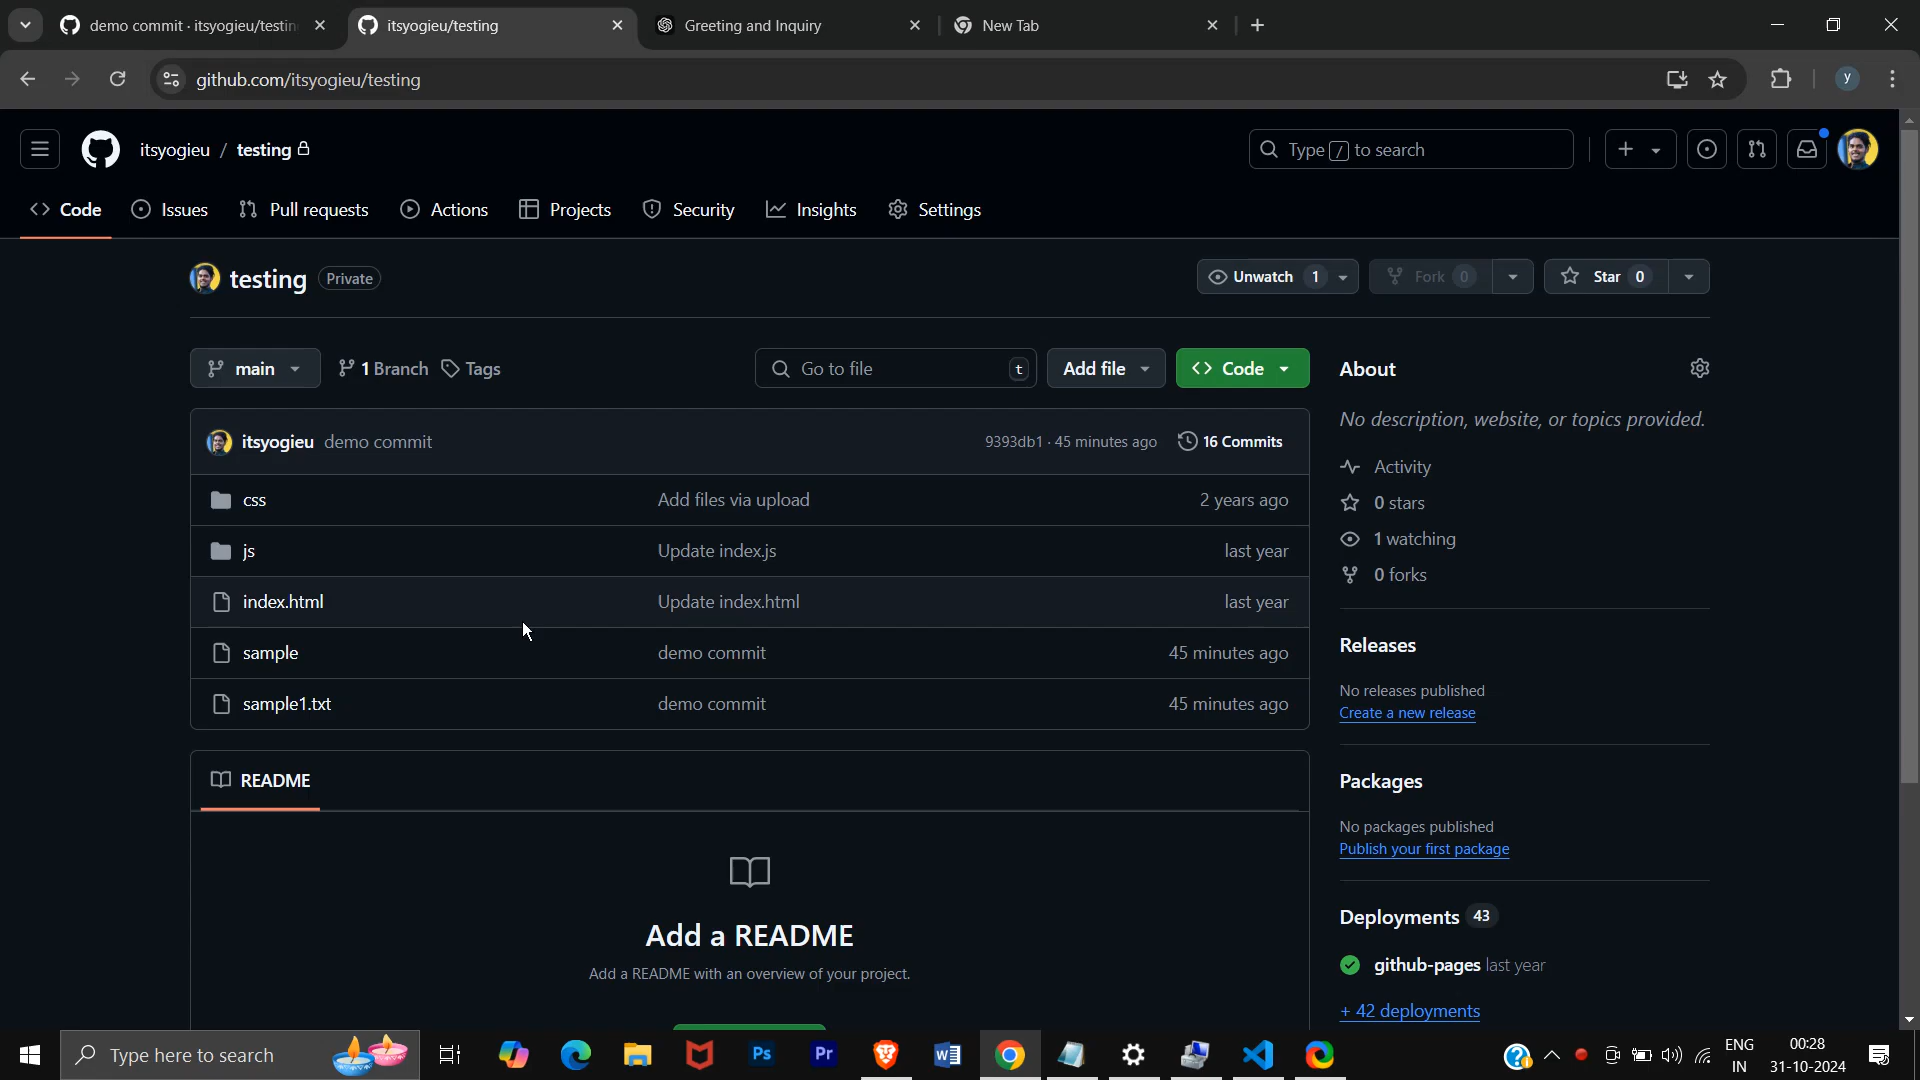 demo commit · itsyogieu/testin
itsyogieu/testing
Greeting and Inquiry
New Tab
github.com/itsyogieu/testing
y
itsyogieu / testing
Type / to search
Code
Issues
Pull requests
Actions
Projects
Security
Insights
Settings
testing Private
Unwatch 1
Fork 0
Star 0
main
1 Branch
Tags
Go to file t
Add file
Code
itsyogieu demo commit 9393db1 · 45 minutes ago 16 Commits
css Add files via upload 2 years ago
js Update index.js last year
index.html Update index.html last year
sample demo commit 45 minutes ago
sample1.txt demo commit 45 minutes ago
README
Add a README
Add a README with an overview of your project.
About
No description, website, or topics provided.
Activity
0 stars
1 watching
0 forks
Releases
No releases published
Create a new release
Packages
No packages published
Publish your first package
Deployments 43
github-pages last year
+ 42 deployments
Type here to search
Ps
Pr
W
ENG
IN
00:28
31-10-2024